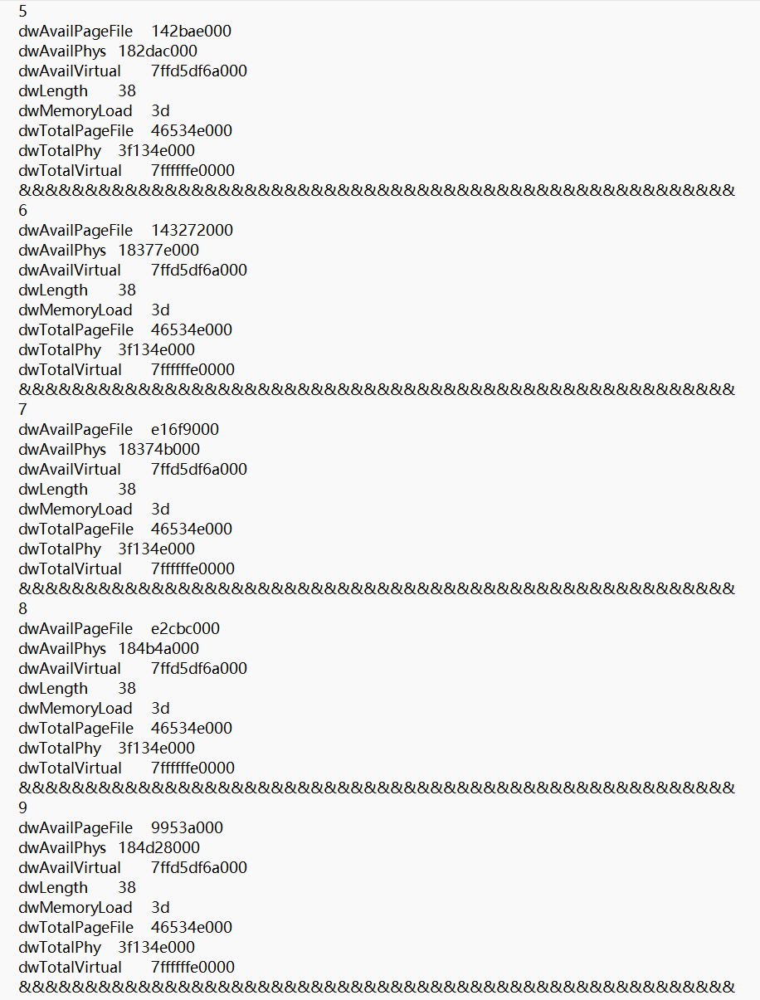 5
dwAvailPageFile    142bae000
dwAvailPhys  182dac000
dwAvailVirtual      7ffd5df6a000
dwLength      38
dwMemoryLoad    3d
dwTotalPageFile    46534e000
dwTotalPhy   3f134e000
dwTotalVirtual      7ffffffe0000
&&&&&&&&&&&&&&&&&&&&&&&&&&&&&&&&&&&&&&&&&&&&&&&&&&&&&&
6
dwAvailPageFile    143272000
dwAvailPhys  18377e000
dwAvailVirtual      7ffd5df6a000
dwLength      38
dwMemoryLoad    3d
dwTotalPageFile    46534e000
dwTotalPhy   3f134e000
dwTotalVirtual      7ffffffe0000
&&&&&&&&&&&&&&&&&&&&&&&&&&&&&&&&&&&&&&&&&&&&&&&&&&&&&&
7
dwAvailPageFile    e16f9000
dwAvailPhys  18374b000
dwAvailVirtual      7ffd5df6a000
dwLength      38
dwMemoryLoad    3d
dwTotalPageFile    46534e000
dwTotalPhy   3f134e000
dwTotalVirtual      7ffffffe0000
&&&&&&&&&&&&&&&&&&&&&&&&&&&&&&&&&&&&&&&&&&&&&&&&&&&&&&
8
dwAvailPageFile    e2cbc000
dwAvailPhys  184b4a000
dwAvailVirtual      7ffd5df6a000
dwLength      38
dwMemoryLoad    3d
dwTotalPageFile    46534e000
dwTotalPhy   3f134e000
dwTotalVirtual      7ffffffe0000
&&&&&&&&&&&&&&&&&&&&&&&&&&&&&&&&&&&&&&&&&&&&&&&&&&&&&&
9
dwAvailPageFile    9953a000
dwAvailPhys  184d28000
dwAvailVirtual      7ffd5df6a000
dwLength      38
dwMemoryLoad    3d
dwTotalPageFile    46534e000
dwTotalPhy   3f134e000
dwTotalVirtual      7ffffffe0000
&&&&&&&&&&&&&&&&&&&&&&&&&&&&&&&&&&&&&&&&&&&&&&&&&&&&&&